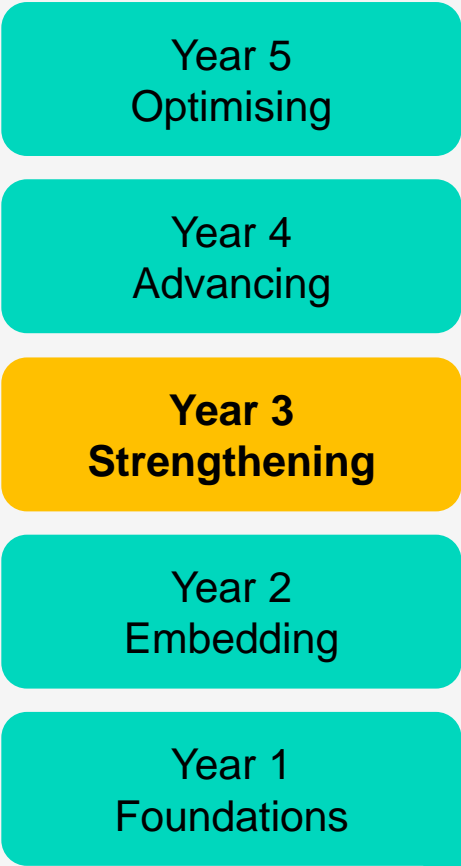 Year 5
Optimising
Year 4
Advancing
Year 3
Strengthening
Year 2
Embedding
Year 1
Foundations